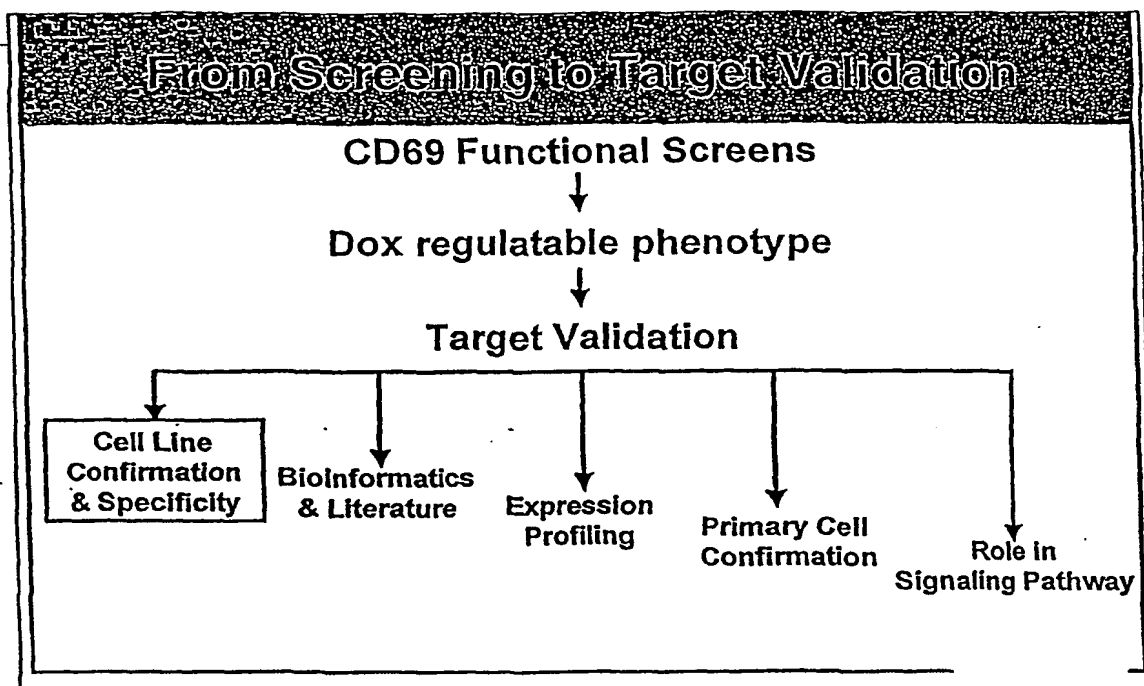 From Screening to Target Validation
CD69 Functional Screens
Dox regulatable phenotype
Target Validation
Cell Line
Confirmation
& Specificity
Bioinformatics
& Literature
Expression
Profiling
Primary Cell
Confirmation
Role in
Signaling Pathway